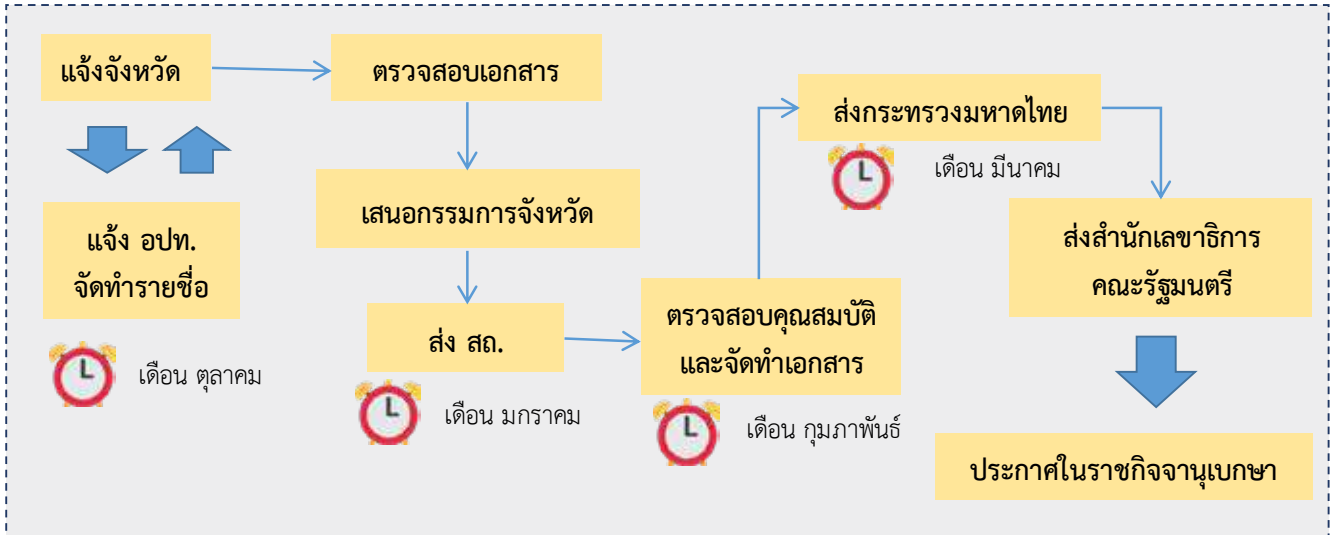 แจ้งจังหวัด
ตรวจสอบเอกสาร
แจ้ง อปท.
จัดทำรายชื่อ
เดือน ตุลาคม
เสนอกรรมการจังหวัด
ส่ง สถ.
เดือน มกราคม
ตรวจสอบคุณสมบัติ
และจัดทำเอกสาร
เดือน กุมภาพันธ์
ส่งกระทรวงมหาดไทย
เดือน มีนาคม
ส่งสำนักเลขาธิการ
คณะรัฐมนตรี
ประกาศในราชกิจจานุเบกษา